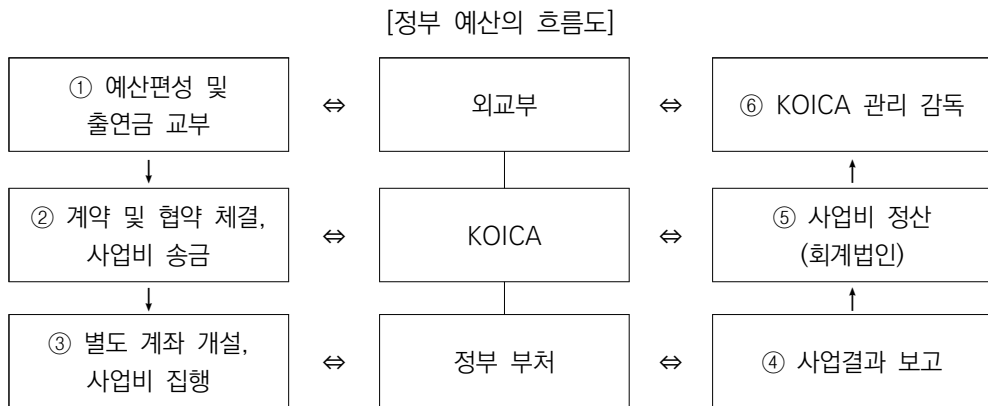 [정부 예산의 흐름도]
① 예산편성 및
출연금 교부
⇔
외교부
⇔
⑥ KOICA 관리 감독
② 계약 및 협약 체결,
사업비 송금
⇔
KOICA
⇔
⑤ 사업비 정산
(회계법인)
③ 별도 계좌 개설,
사업비 집행
⇔
정부 부처
⇔
④ 사업결과 보고